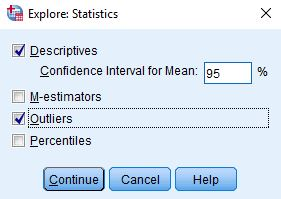 Explore: Statistics
Descriptives
Confidence Interval for Mean: 95 %
M-estimators
Outliers
Percentiles
Continue Cancel Help